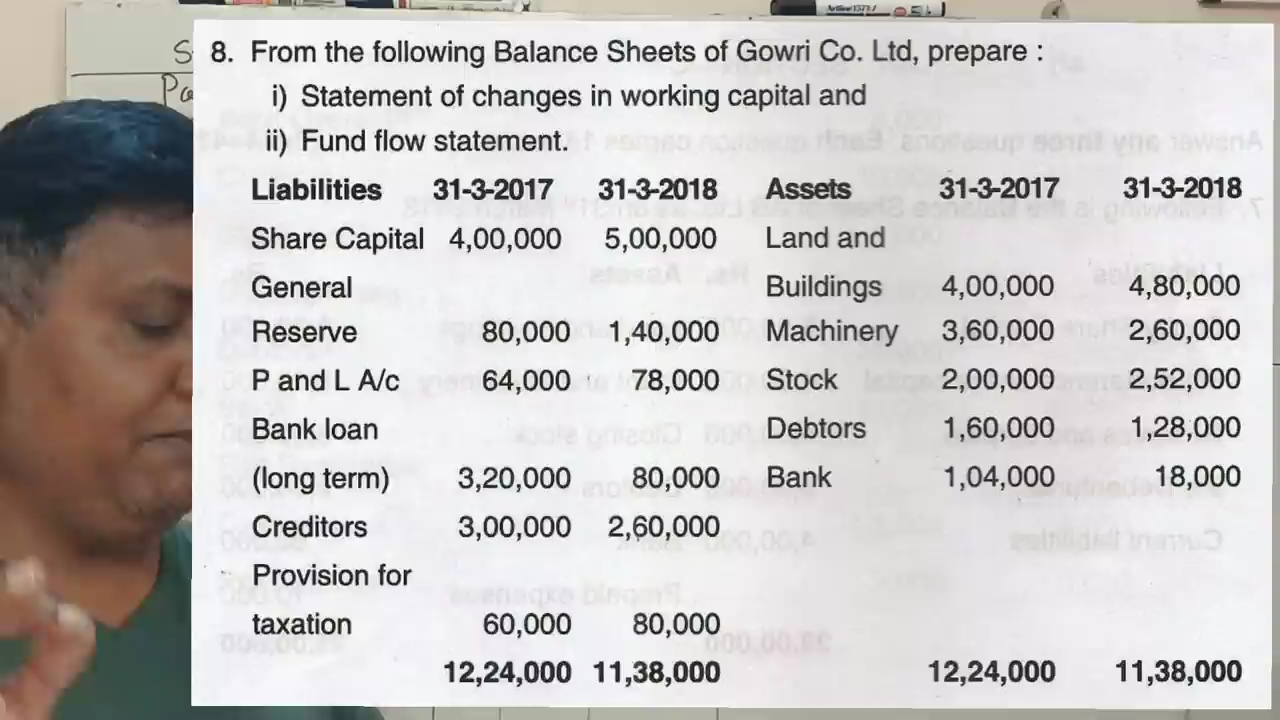 8. From the following Balance Sheets of Gowri Co. Ltd, prepare :
i) Statement of changes in working capital and
ii) Fund flow statement.
Liabilities 31-3-2017 31-3-2018 Assets 31-3-2017 31-3-2018
Share Capital 4,00,000 5,00,000 Land and
General Buildings 4,00,000 4,80,000
Reserve 80,000 1,40,000 Machinery 3,60,000 2,60,000
P and L A/c 64,000 78,000 Stock 2,00,000 2,52,000
Bank loan Debtors 1,60,000 1,28,000
(long term) 3,20,000 80,000 Bank 1,04,000 18,000
Creditors 3,00,000 2,60,000
Provision for
taxation 60,000 80,000
12,24,000 11,38,000 12,24,000 11,38,000